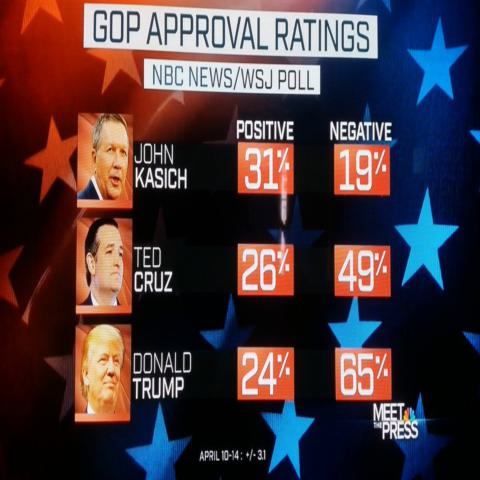 GOP APPROVAL RATINGS
NBC NEWS/WSJ POLL
POSITIVE NEGATIVE
JOHN KASICH 31% 19%
TED CRUZ 26% 49%
DONALD TRUMP 24% 65%
MEET THE PRESS
APRIL 10-14: +/- 3.1